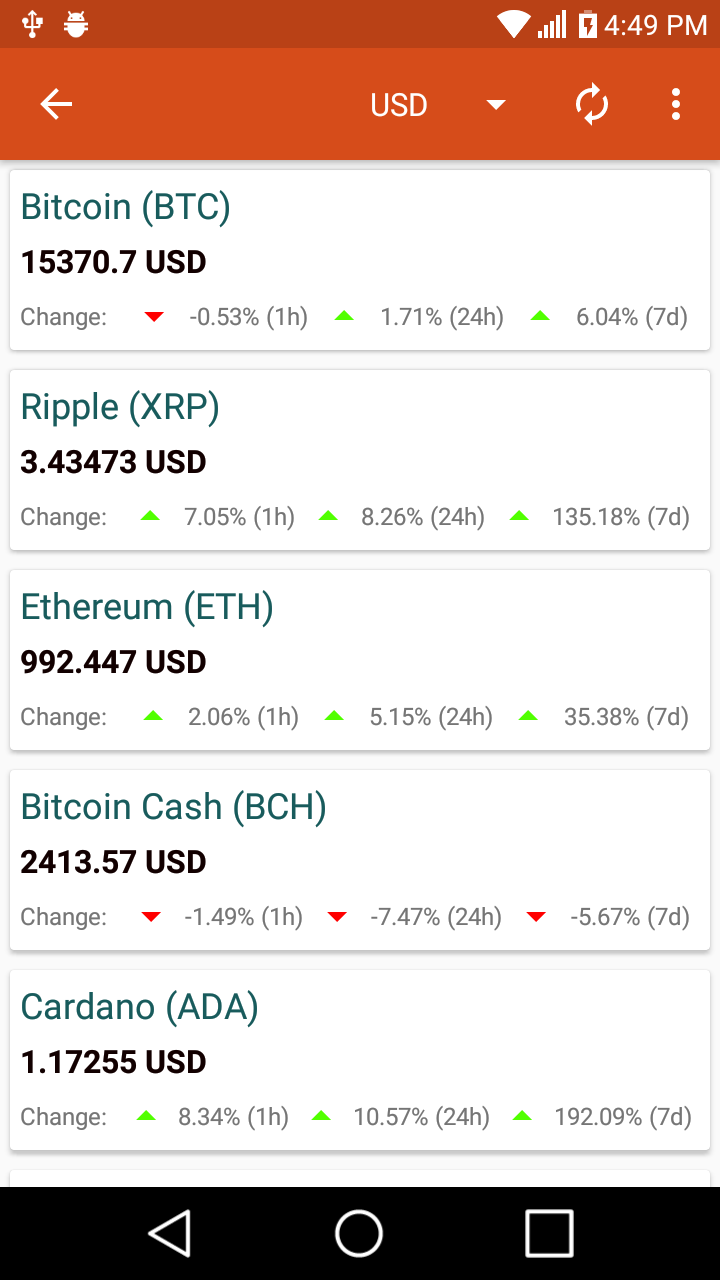 4:49 PM
USD
Bitcoin (BTC)
15370.7 USD
Change: -0.53% (1h) 1.71% (24h) 6.04% (7d)
Ripple (XRP)
3.43473 USD
Change: 7.05% (1h) 8.26% (24h) 135.18% (7d)
Ethereum (ETH)
992.447 USD
Change: 2.06% (1h) 5.15% (24h) 35.38% (7d)
Bitcoin Cash (BCH)
2413.57 USD
Change: -1.49% (1h) -7.47% (24h) -5.67% (7d)
Cardano (ADA)
1.17255 USD
Change: 8.34% (1h) 10.57% (24h) 192.09% (7d)